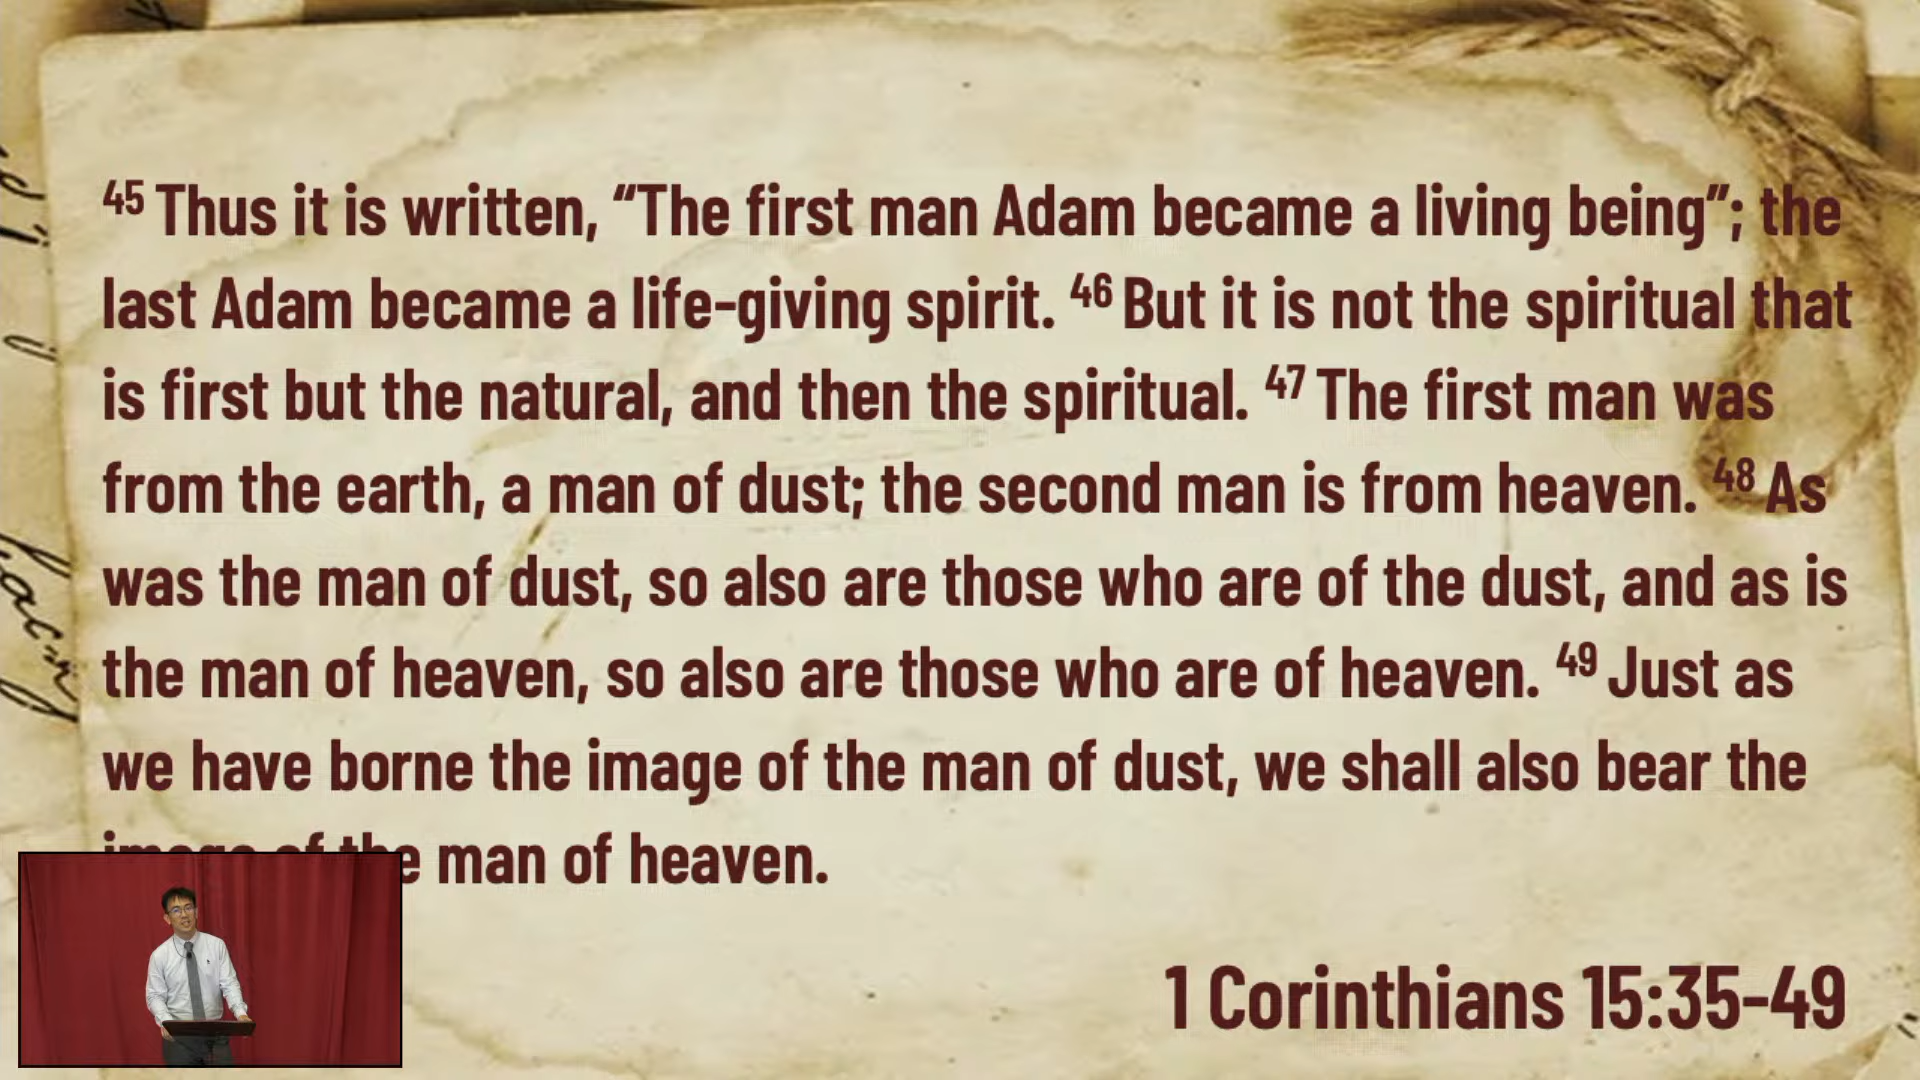 45 Thus it is written, “The first man Adam became a living being”; the
last Adam became a life-giving spirit. 46 But it is not the spiritual that
is first but the natural, and then the spiritual. 47 The first man was
from the earth, a man of dust; the second man is from heaven. 48 As
was the man of dust, so also are those who are of the dust, and as is
the man of heaven, so also are those who are of heaven. 49 Just as
we have borne the image of the man of dust, we shall also bear the
image of the man of heaven.
1 Corinthians 15:35-49